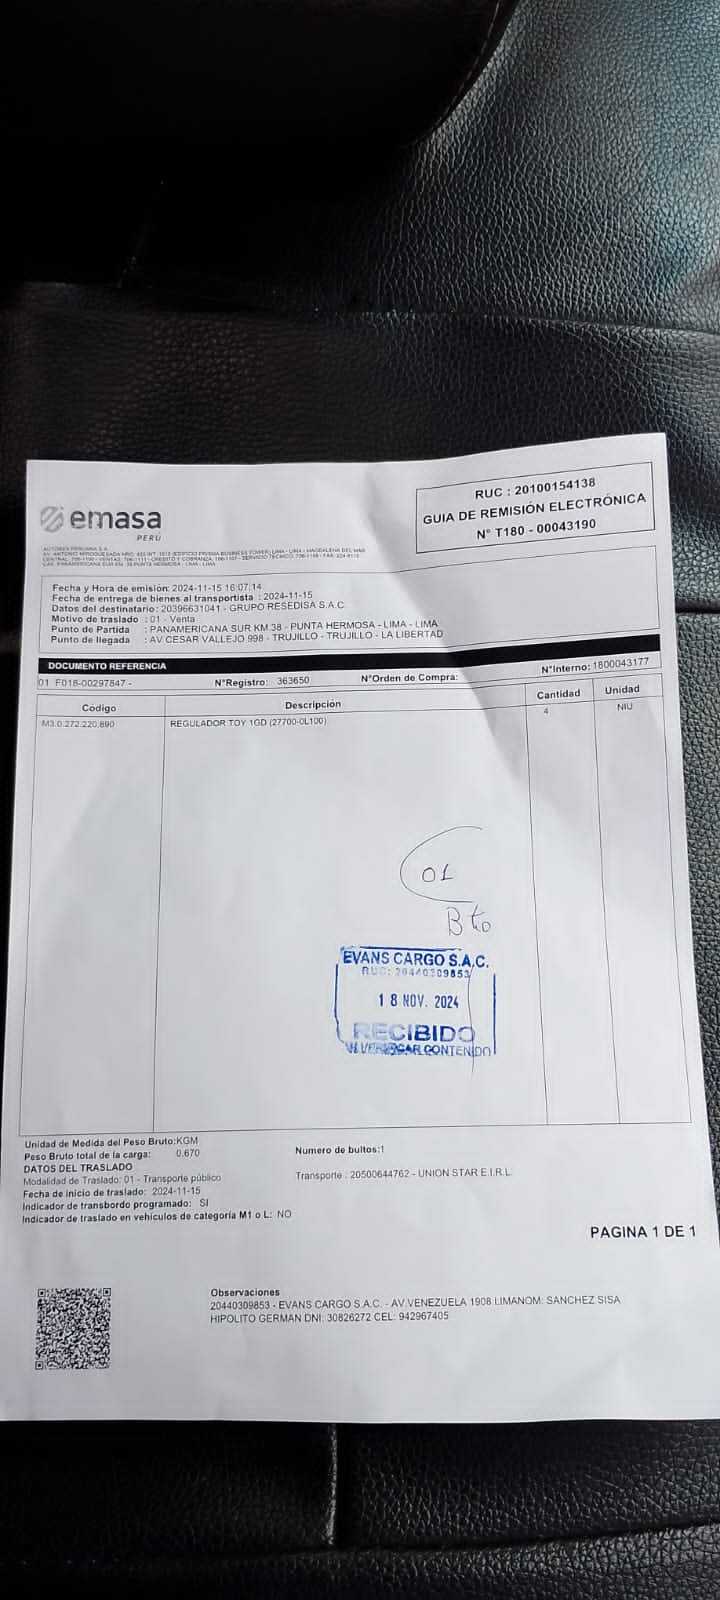 emasa
PERÚ
RUC : 20100154138
GUIA DE REMISIÓN ELECTRÓNICA
N° T180 - 00043190
AUTOREX PERUANA S.A.
Fecha y Hora de emisión: 2024-11-15 16:07:14
Fecha de entrega de bienes al transportista : 2024-11-15
Datos del destinatario : 20396631041 - GRUPO RESEDISA S.A.C.
Motivo de traslado : 01 - Venta
Punto de Partida : PANAMERICANA SUR KM 38 - PUNTA HERMOSA - LIMA - LIMA
Punto de llegada : AV CESAR VALLEJO 998 - TRUJILLO - TRUJILLO - LA LIBERTAD
DOCUMENTO REFERENCIA
01 F018-00297847 - N°Registro: 363650 N°Orden de Compra: N°Interno: 1800043177
Código Descripción Cantidad Unidad
M3.0.272.220.890 REGULADOR TOY 1GD (27700-0L100) 4 NIU
01
Bto
EVANS CARGO S.A.C.
RUC: 20440309853
18 NOV. 2024
RECIBIDO
CONTENIDO
Unidad de Medida del Peso Bruto:KGM
Peso Bruto total de la carga: 0.670 Numero de bultos:1
DATOS DEL TRASLADO
Modalidad de Traslado: 01 - Transporte público Transporte : 20500644762 - UNION STAR E.I.R.L.
Fecha de inicio de traslado: 2024-11-15
Indicador de transbordo programado: SI
Indicador de traslado en vehículos de categoría M1 o L: NO
PAGINA 1 DE 1
Observaciones
20440309853 - EVANS CARGO S.A.C. - AV.VENEZUELA 1908 LIMANOM: SANCHEZ SISA
HIPOLITO GERMAN DNI: 30826272 CEL: 942967405